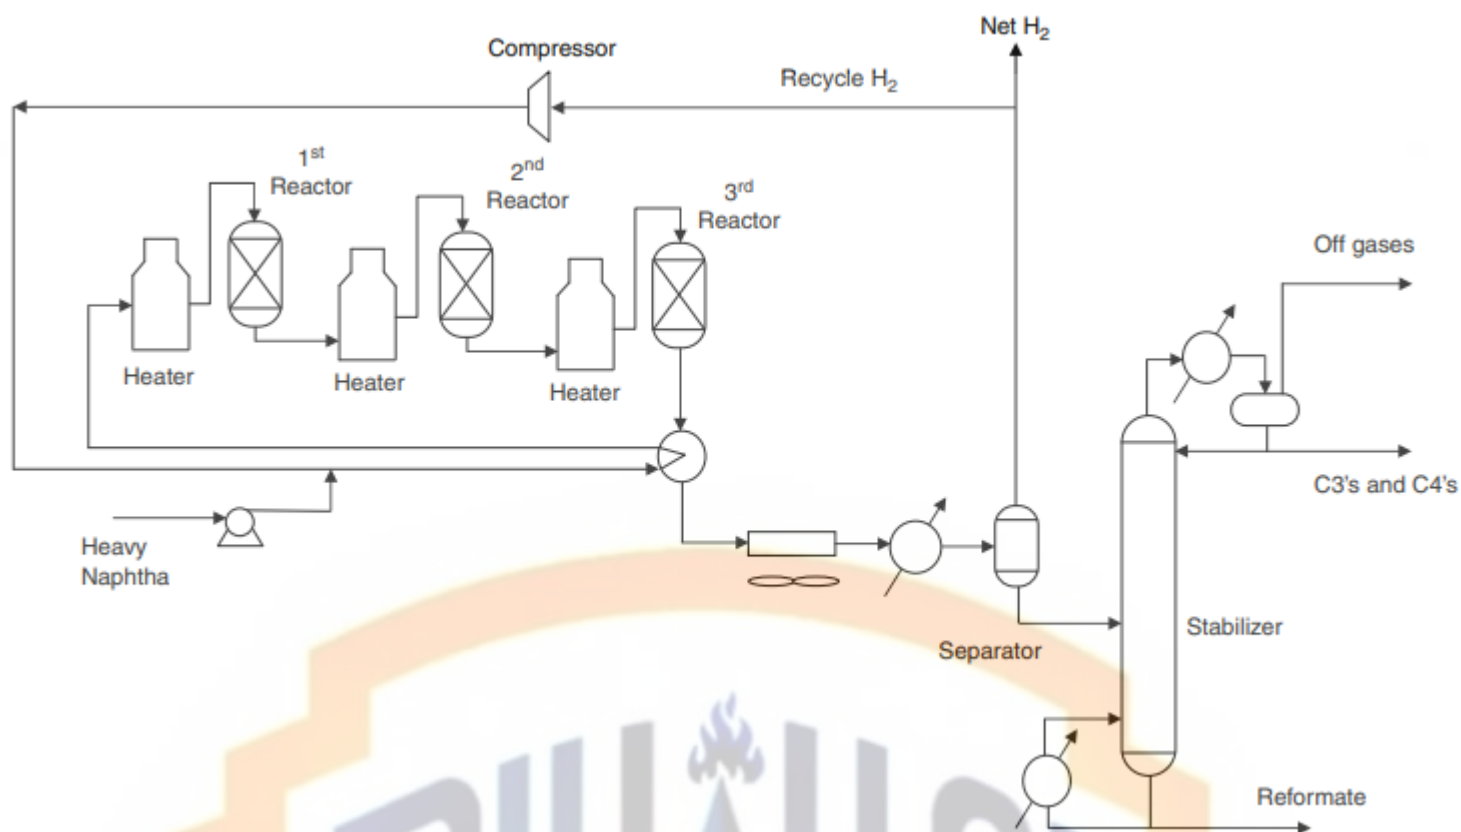 Net H₂
Compressor
Recycle H₂
1ˢᵗ
Reactor
2ⁿᵈ
Reactor
3ʳᵈ
Reactor
Off gases
Heater
Heater
Heater
C3's and C4's
Heavy
Naphtha
Stabilizer
Separator
Reformate